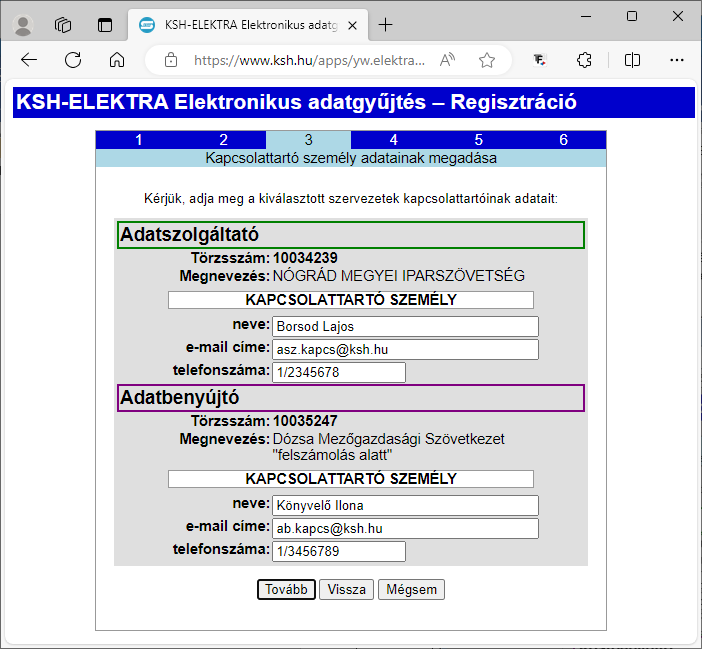 KSH-ELEKTRA Elektronikus adatg
https://www.ksh.hu/apps/yw.elektra...
KSH-ELEKTRA Elektronikus adatgyűjtés – Regisztráció
1 2 3 4 5 6
Kapcsolattartó személy adatainak megadása
Kérjük, adja meg a kiválasztott szervezetek kapcsolattartóinak adatait:
Adatszolgáltató
Törzsszám: 10034239
Megnevezés: NÓGRÁD MEGYEI IPARSZÖVETSÉG
KAPCSOLATTARTÓ SZEMÉLY
neve: Borsod Lajos
e-mail címe: asz.kapcs@ksh.hu
telefonszáma: 1/2345678
Adatbenyújtó
Törzsszám: 10035247
Megnevezés: Dózsa Mezőgazdasági Szövetkezet
"felszámolás alatt"
KAPCSOLATTARTÓ SZEMÉLY
neve: Könyvelő Ilona
e-mail címe: ab.kapcs@ksh.hu
telefonszáma: 1/3456789
Tovább Vissza Mégsem